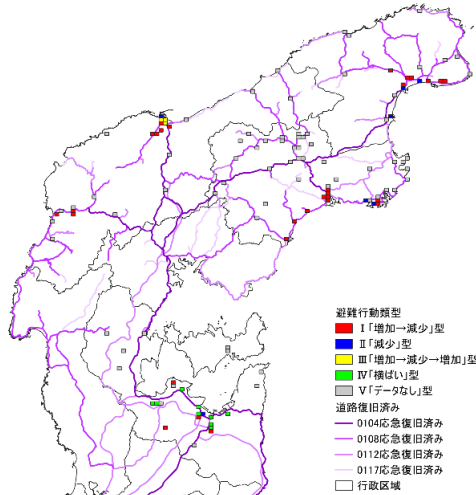 避難行動類型
Ⅰ「増加→減少」型
Ⅱ「減少」型
Ⅲ「増加→減少→増加」型
Ⅳ「横ばい」型
Ⅴ「データなし」型
道路復旧済み
0104応急復旧済み
0108応急復旧済み
0112応急復旧済み
0117応急復旧済み
行政区域